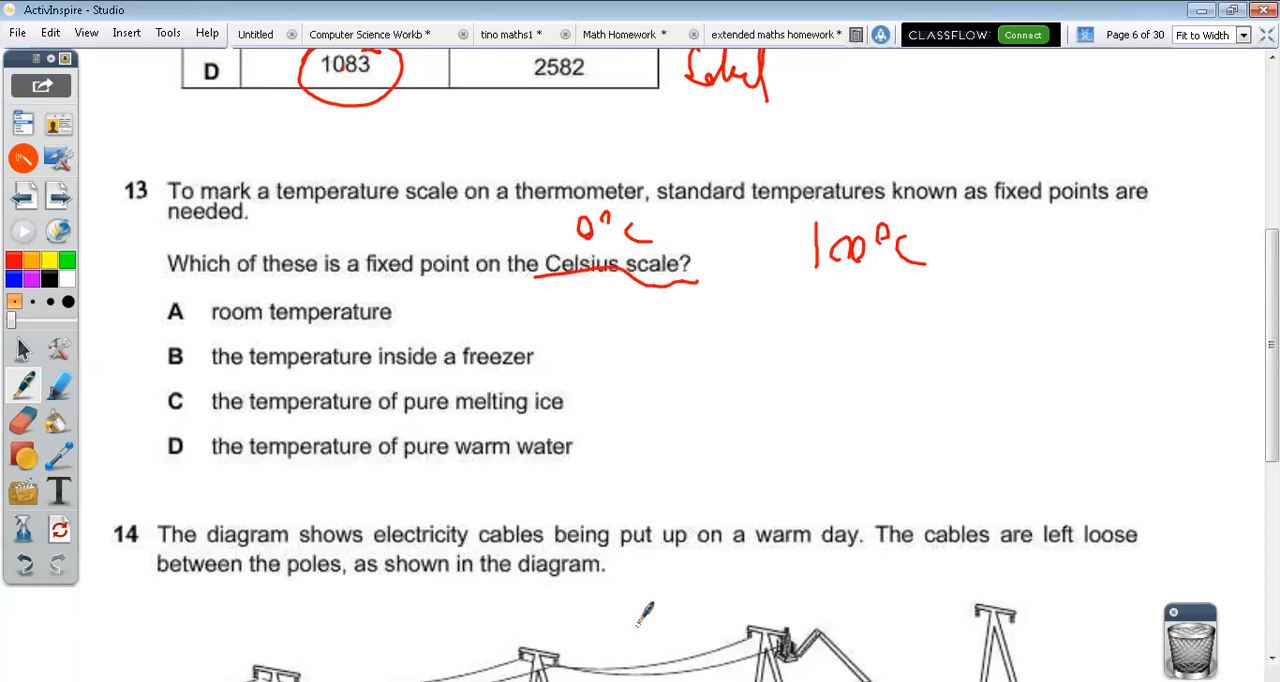 ActivInspire - Studio
File Edit View Insert Tools Help Untitled Computer Science Workb * tino maths1 * Math Homework * extended maths homework * CLASSFLOW Connect Page 6 of 30 Fit to Width
D 1083 2582 Solid
13 To mark a temperature scale on a thermometer, standard temperatures known as fixed points are
needed.
0°C 100°C
Which of these is a fixed point on the Celsius scale?
A room temperature
B the temperature inside a freezer
C the temperature of pure melting ice
D the temperature of pure warm water
14 The diagram shows electricity cables being put up on a warm day. The cables are left loose
between the poles, as shown in the diagram.